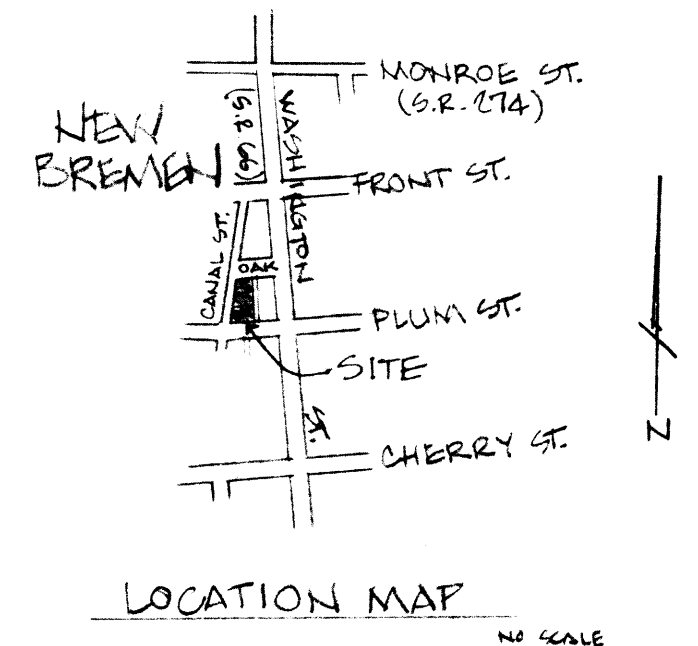 MONROE ST.
(S.R. 274)
NEW
BREMEN
WASHINGTON
(S.R. 66)
FRONT ST.
CANAL ST.
OAK
PLUM ST.
SITE
ST.
CHERRY ST.
N
LOCATION MAP
NO SCALE